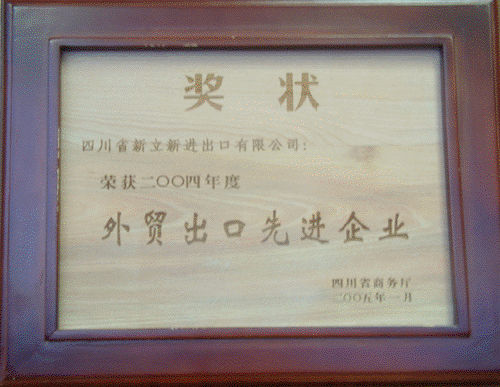 奖状
四川省新立新进出口有限公司:
荣获二〇〇四年度
外贸出口先进企业
四川省商务厅
二〇〇五年一月